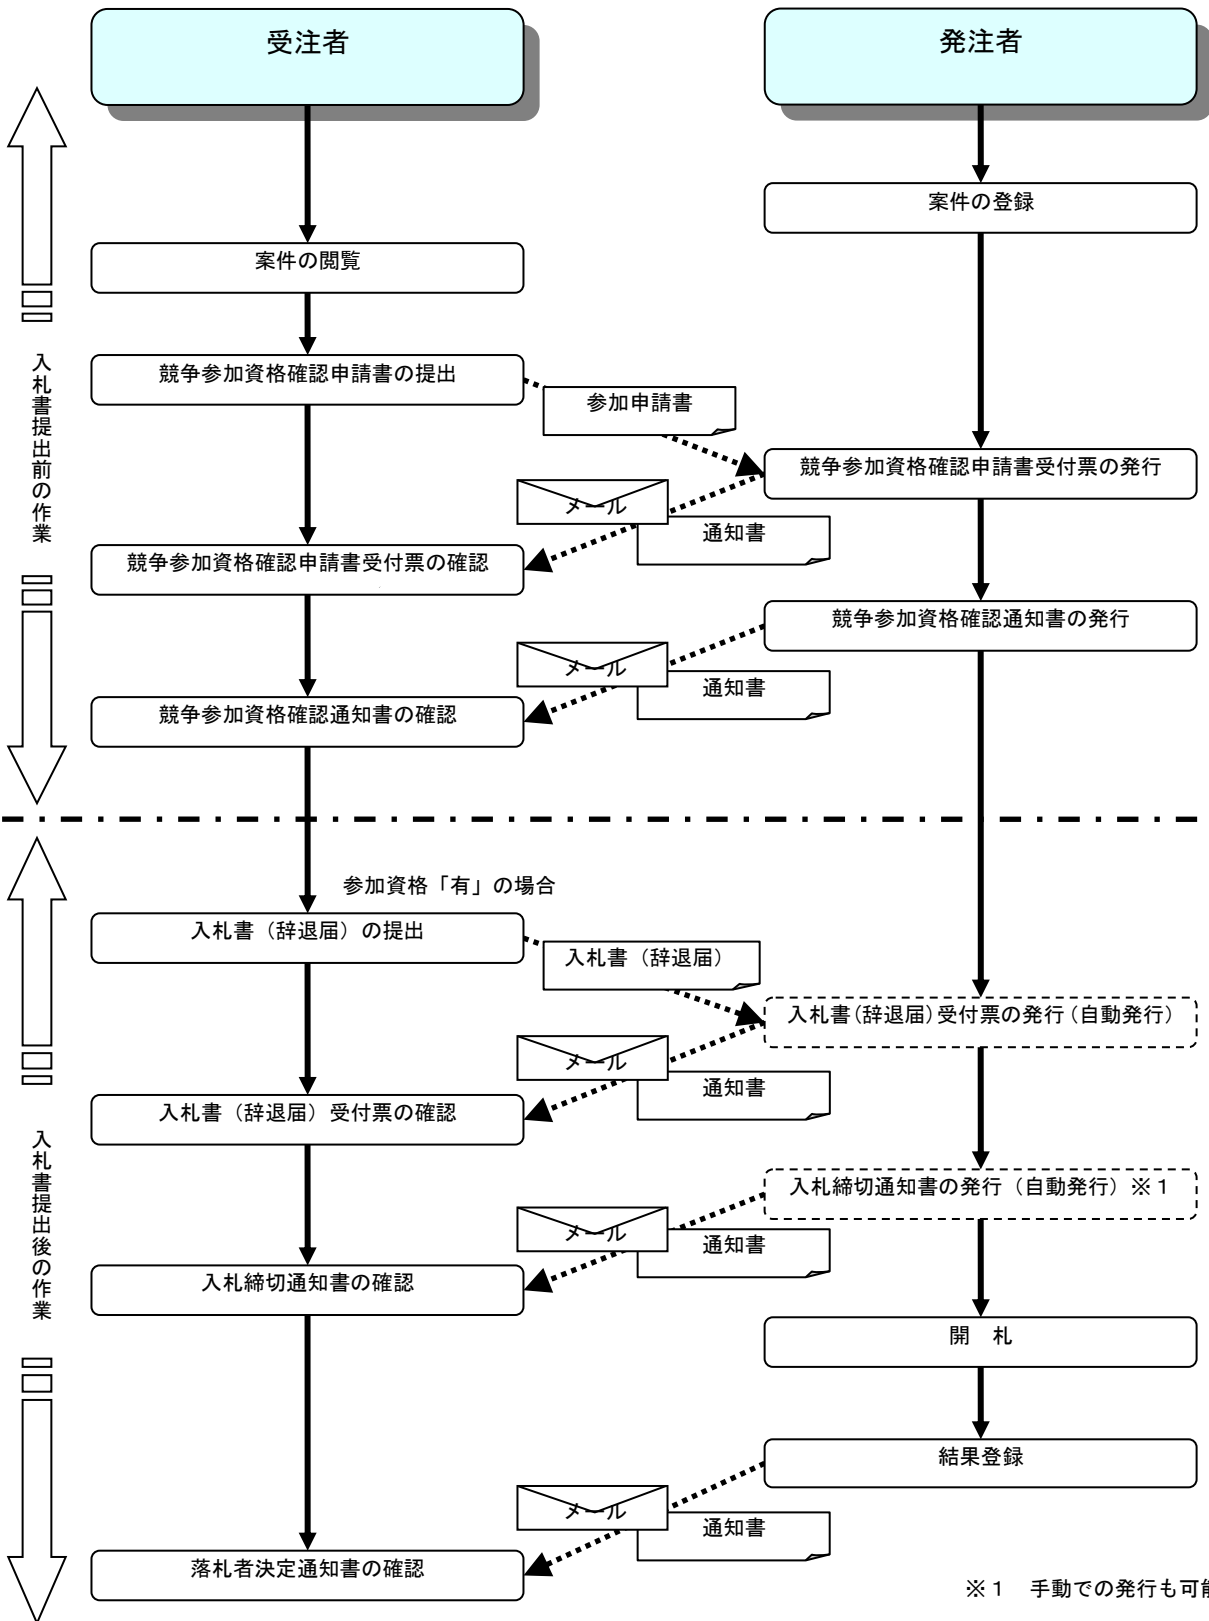 受注者
発注者
案件の登録
案件の閲覧
入札書提出前の作業
競争参加資格確認申請書の提出
参加申請書
競争参加資格確認申請書受付票の発行
メール
通知書
競争参加資格確認申請書受付票の確認
競争参加資格確認通知書の発行
メール
通知書
競争参加資格確認通知書の確認
参加資格「有」の場合
入札書（辞退届）の提出
入札書（辞退届）
入札書（辞退届）受付票の発行（自動発行）
メール
通知書
入札書（辞退届）受付票の確認
入札書提出後の作業
入札締切通知書の発行（自動発行）※１
メール
通知書
入札締切通知書の確認
開　札
結果登録
メール
通知書
落札者決定通知書の確認
※１　手動での発行も可能